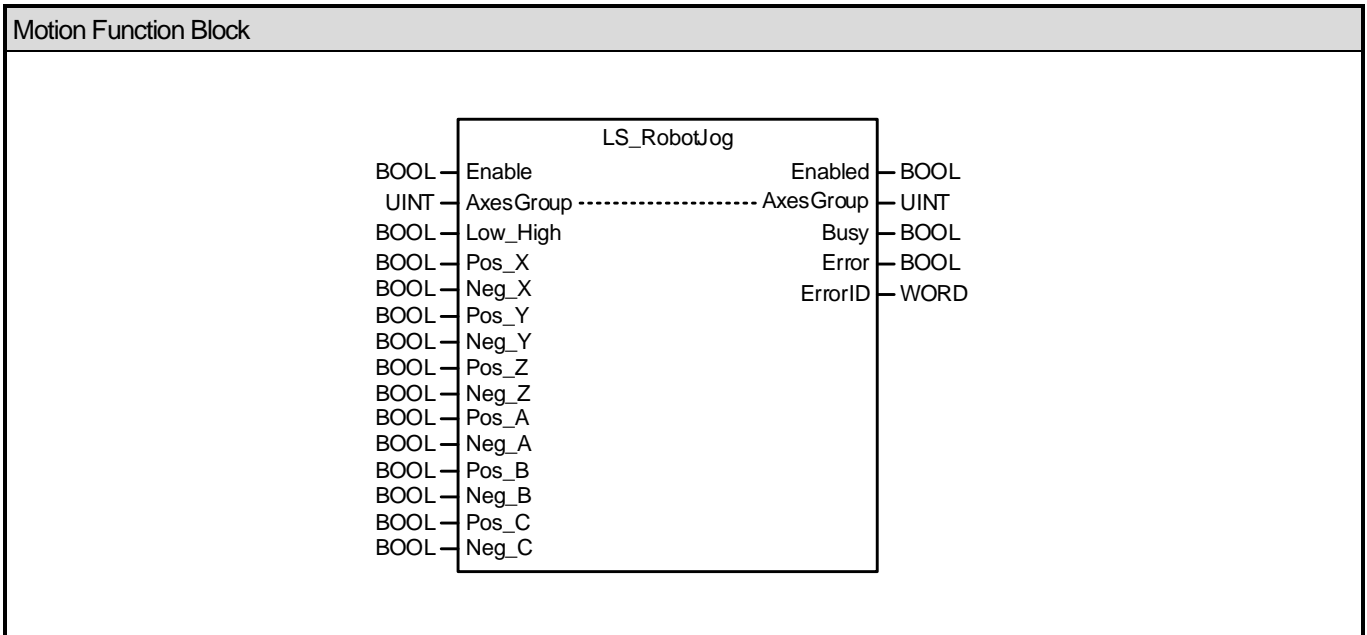 Motion Function Block
LS_RobotJog
BOOL Enable Enabled BOOL
UINT AxesGroup AxesGroup UINT
BOOL Low_High Busy BOOL
BOOL Pos_X Error BOOL
BOOL Neg_X ErrorID WORD
BOOL Pos_Y
BOOL Neg_Y
BOOL Pos_Z
BOOL Neg_Z
BOOL Pos_A
BOOL Neg_A
BOOL Pos_B
BOOL Neg_B
BOOL Pos_C
BOOL Neg_C